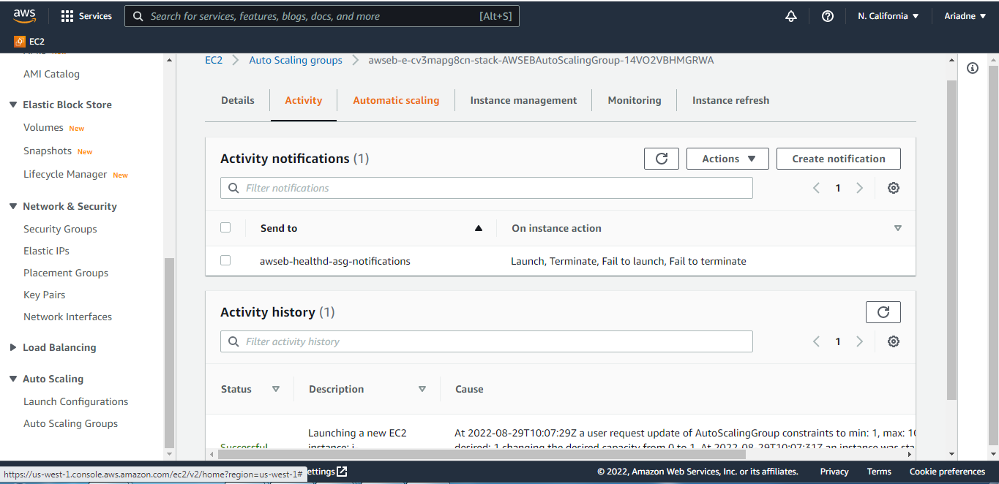 aws
Services
Search for services, features, blogs, docs, and more
[Alt+S]
N. California
Ariadne
EC2
New
AMI Catalog
Elastic Block Store
Volumes New
Snapshots New
Lifecycle Manager New
Network & Security
Security Groups
Elastic IPs
Placement Groups
Key Pairs
Network Interfaces
Load Balancing
Auto Scaling
Launch Configurations
Auto Scaling Groups
EC2 > Auto Scaling groups > awseb-e-cv3mapg8cn-stack-AWSEBAutoScalingGroup-14VO2VBHMGRWA
Details Activity Automatic scaling Instance management Monitoring Instance refresh
Activity notifications (1)
Actions
Create notification
Filter notifications
1
Send to On instance action
awseb-healthd-asg-notifications Launch, Terminate, Fail to launch, Fail to terminate
Activity history (1)
Filter activity history
1
Status Description Cause
Successful
Launching a new EC2
instance: i
At 2022-08-29T10:07:29Z a user request update of AutoScalingGroup constraints to min: 1, max: 10
desired: 1 changing the desired capacity from 0 to 1. At 2022-08-29T10:07:31Z an instance was sta
https://us-west-1.console.aws.amazon.com/ec2/v2/home?region=us-west-1#
ettings
© 2022, Amazon Web Services, Inc. or its affiliates. Privacy Terms Cookie preferences